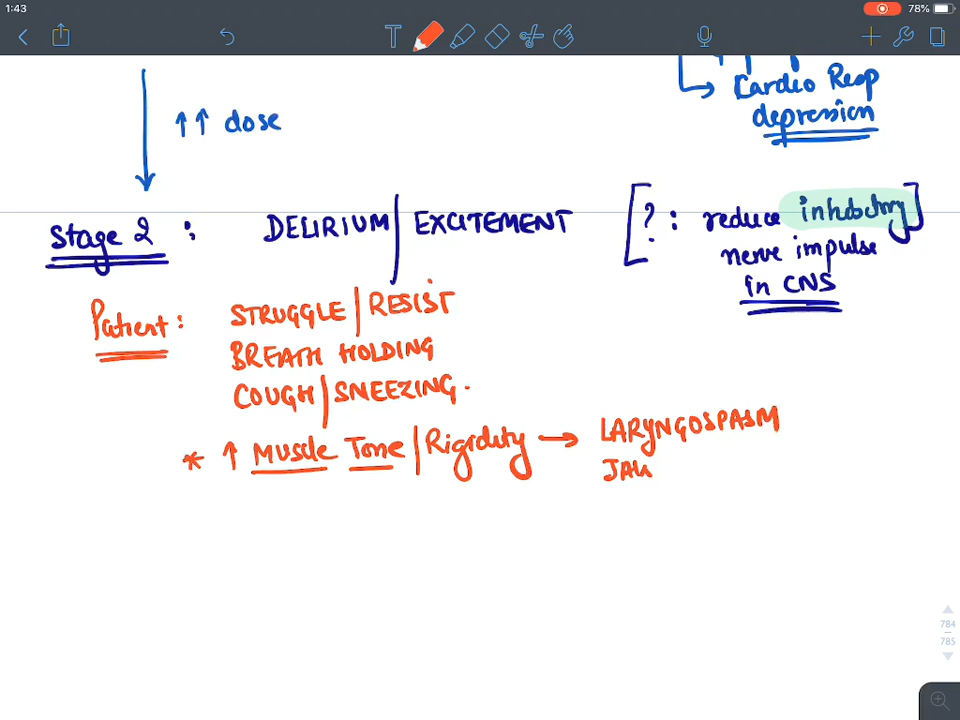 1:43
78%
T
Cardeo Resp
depression
↑↑ dose
Stage 2 : DELIRIUM | EXCITEMENT [? : reduce inhibitory]
nerve impulse
in CNS
Patient : STRUGGLE | RESIST
BREATH HOLDING
COUGH | SNEEZING.
* ↑ Muscle Tone | Rigidity → LARYNGOSPASM
JAW
784
785